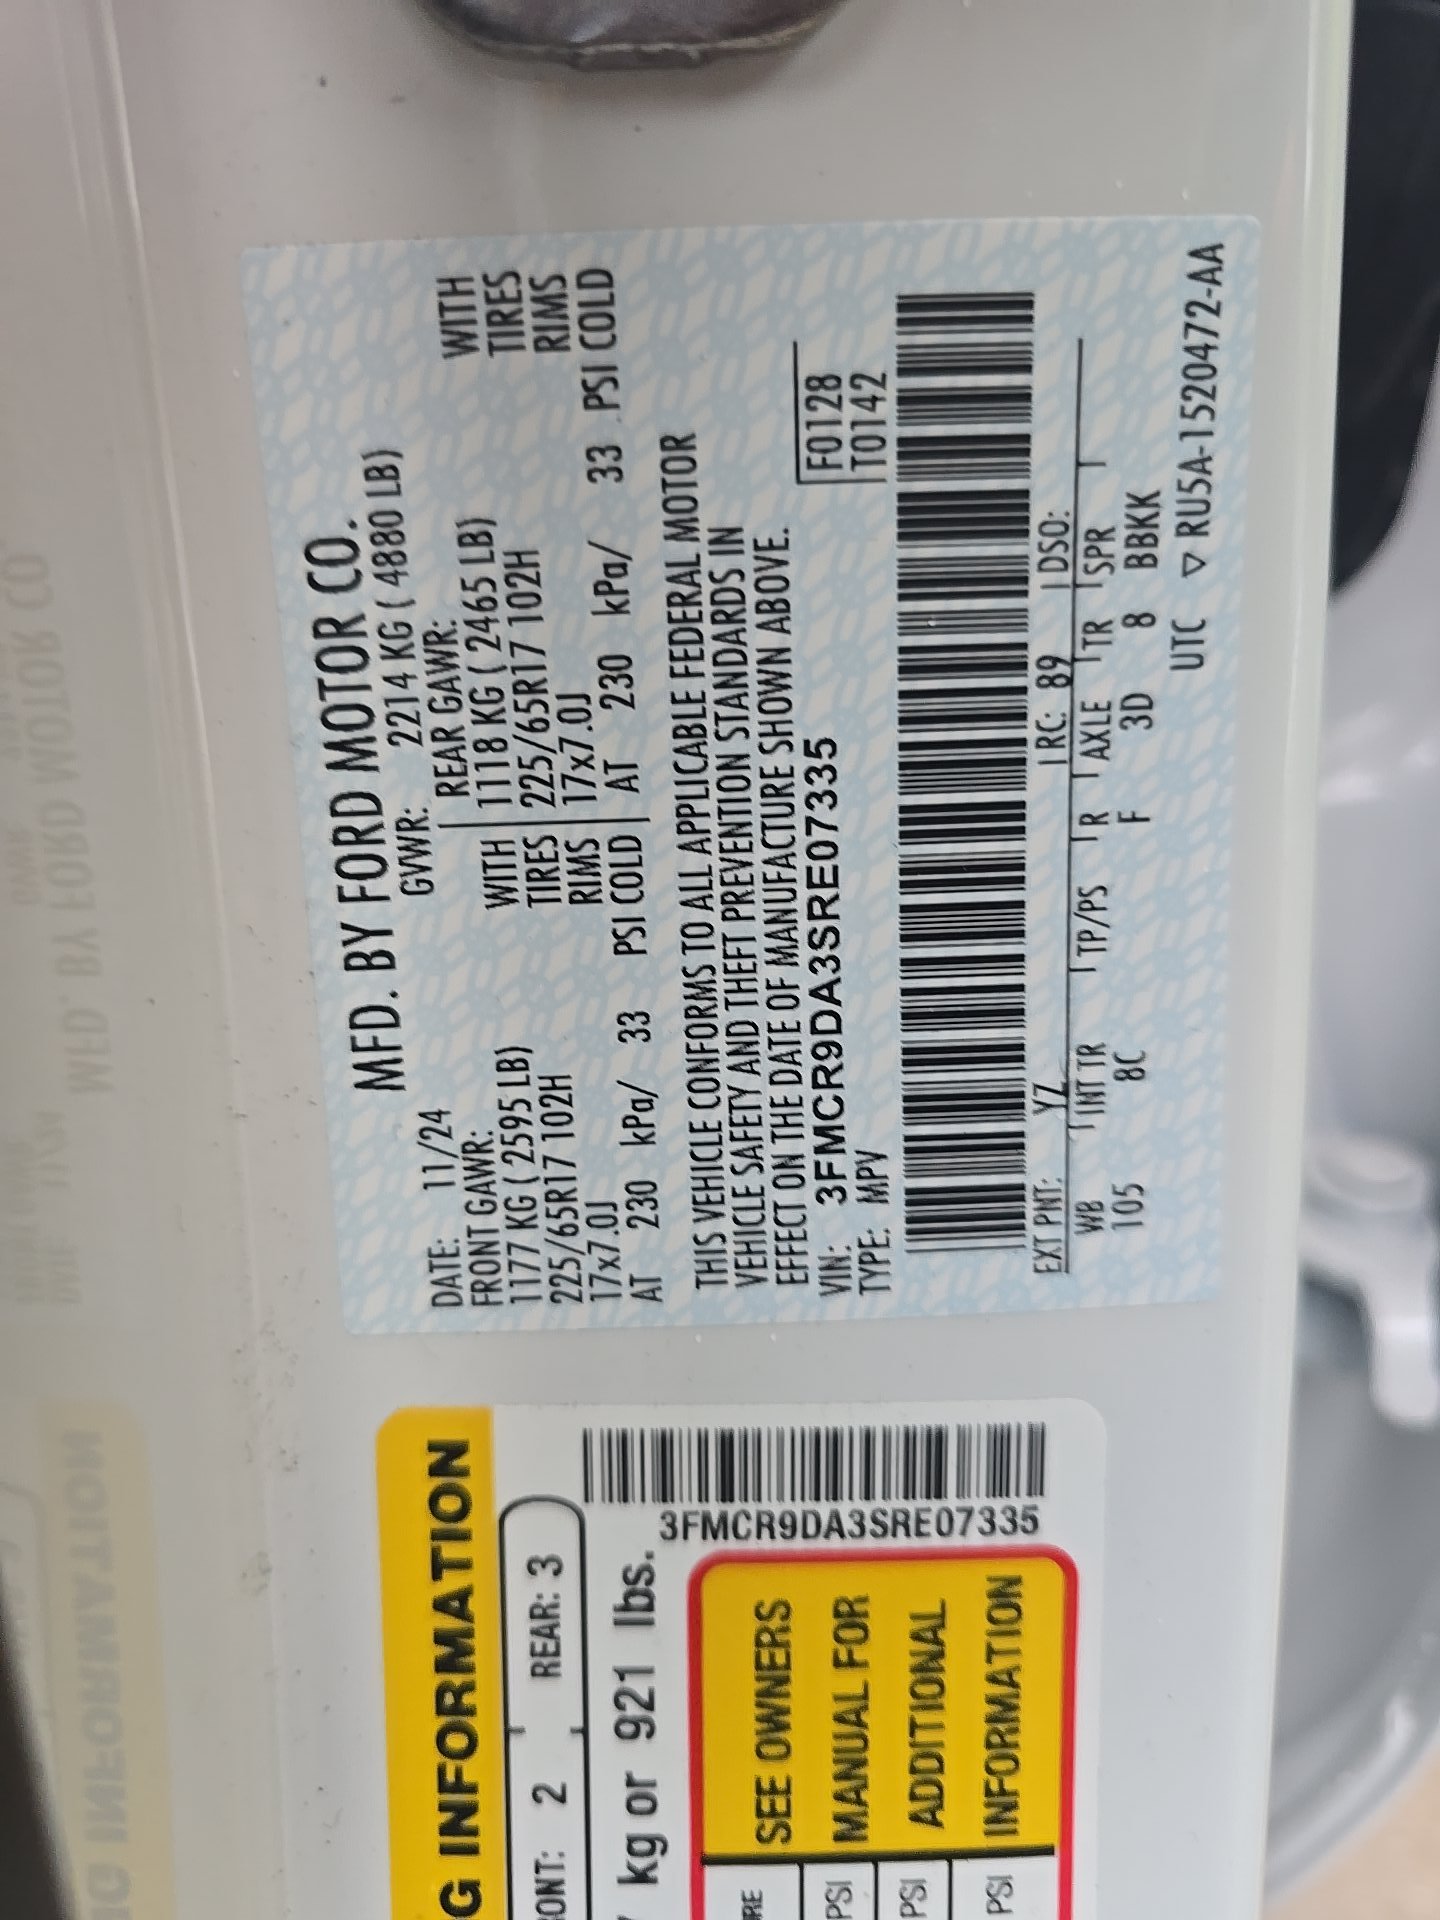 MFD. BY FORD MOTOR CO.
DATE: 11/24 GVWR: 2214 KG ( 4880 LB)
FRONT GAWR: REAR GAWR:
1177 KG ( 2595 LB) WITH 1118 KG ( 2465 LB) WITH
225/65R17 102H TIRES 225/65R17 102H TIRES
17x7.0J RIMS 17x7.0J RIMS
AT 230 kPa/ 33 PSI COLD AT 230 kPa/ 33 PSI COLD
THIS VEHICLE CONFORMS TO ALL APPLICABLE FEDERAL MOTOR
VEHICLE SAFETY AND THEFT PREVENTION STANDARDS IN
EFFECT ON THE DATE OF MANUFACTURE SHOWN ABOVE.
VIN: 3FMCR9DA3SRE07335 F0128
TYPE: MPV T0142
EXT PNT: YZ RC: 89 DSO:
WB INT TR TP/PS R AXLE TR SPR
105 8C F 3D 8 BBKK
UTC ▽ RU5A-1520472-AA
G INFORMATION
ONT: 2 REAR: 3
kg or 921 lbs.
3FMCR9DA3SRE07335
RE
SEE OWNERS
PSI MANUAL FOR
PSI ADDITIONAL
PSI INFORMATION